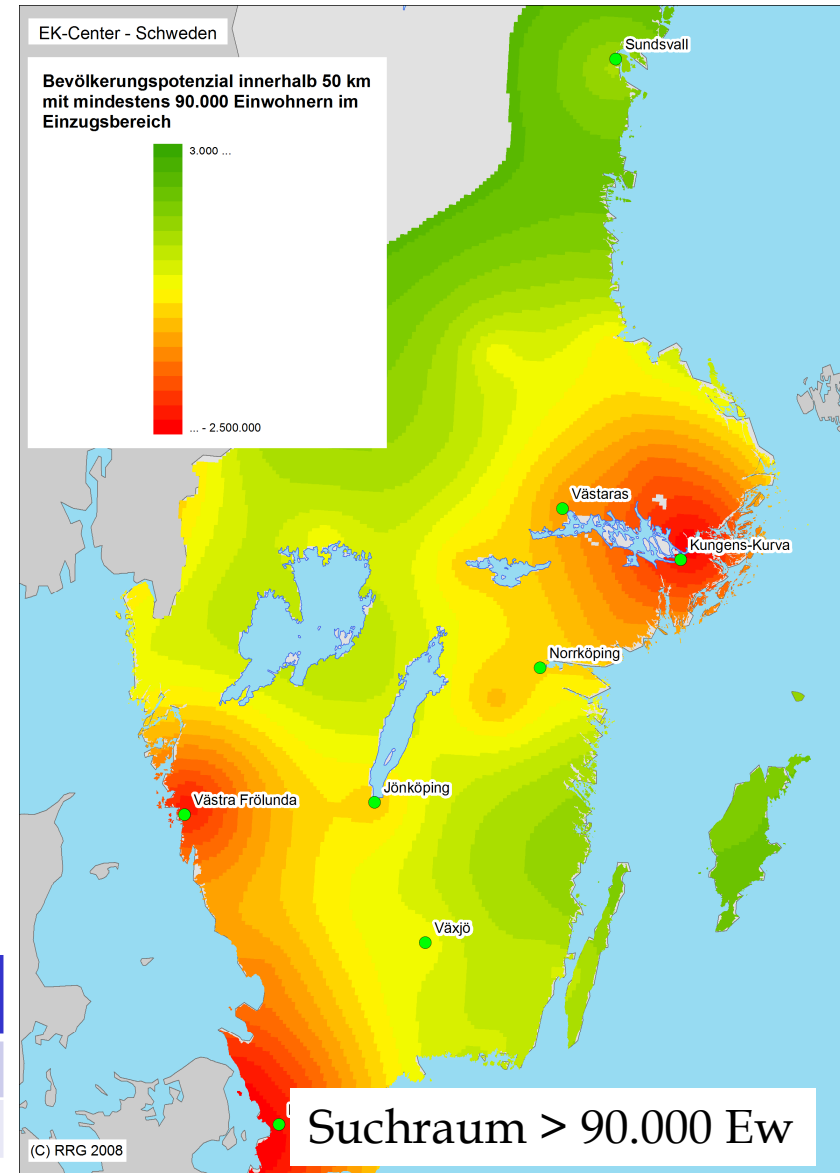 EK-Center - Schweden
Bevölkerungspotenzial innerhalb 50 km
mit mindestens 90.000 Einwohnern im
Einzugsbereich
3.000 ...
... - 2.500.000
Sundsvall
Västaras
Kungens-Kurva
Norrköping
Jönköping
Västra Frölunda
Växjö
Suchraum > 90.000 Ew
(C) RRG 2008